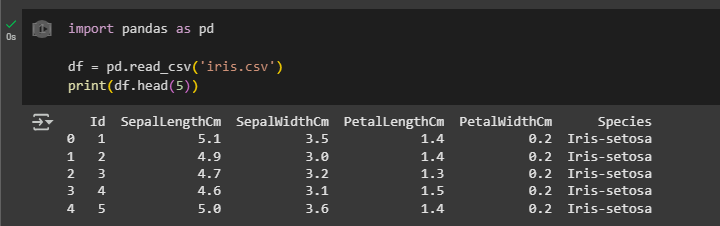 import pandas as pd
df = pd.read_csv('iris.csv')
print(df.head(5))
0s
Id SepalLengthCm SepalWidthCm PetalLengthCm PetalWidthCm Species
0 1 5.1 3.5 1.4 0.2 Iris-setosa
1 2 4.9 3.0 1.4 0.2 Iris-setosa
2 3 4.7 3.2 1.3 0.2 Iris-setosa
3 4 4.6 3.1 1.5 0.2 Iris-setosa
4 5 5.0 3.6 1.4 0.2 Iris-setosa